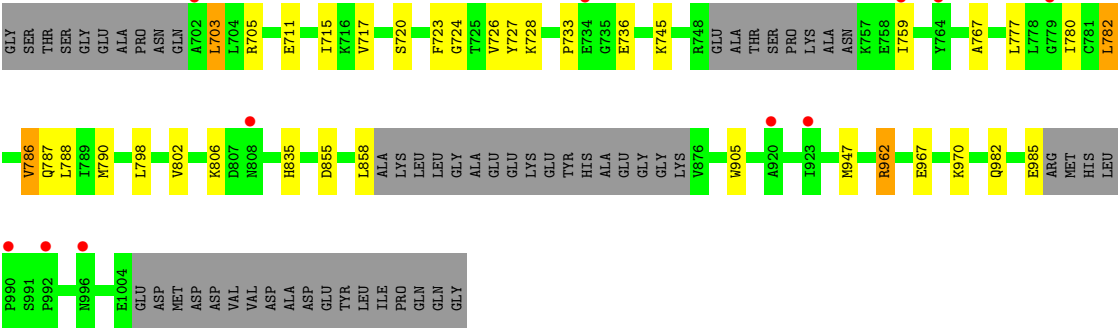 GLY SER THR SER GLY GLU ALA PRO ASN GLN A702 L703 L704 R705 E711 I715 K716 V717 S720 F723 G724 T725 V726 Y727 K728 P733 E734 G735 E736 K745 R748 GLU ALA THR SER PRO LYS ALA ASN K757 E758 I759 Y764 A767 L777 L778 G779 I780 C781 L782
V786 Q787 L788 I789 M790 L798 V802 K806 D807 N808 H835 D855 L858 ALA LYS LEU LEU GLY ALA GLU GLU LYS GLU TYR HIS ALA GLU GLY GLY LYS V876 W905 A920 I923 M947 R962 E967 K970 Q982 E985 ARG MET HIS LEU
P990 S991 P992 N996 E1004 GLU ASP MET ASP ASP VAL VAL ASP ALA ASP GLU TYR LEU ILE PRO GLN GLN GLY